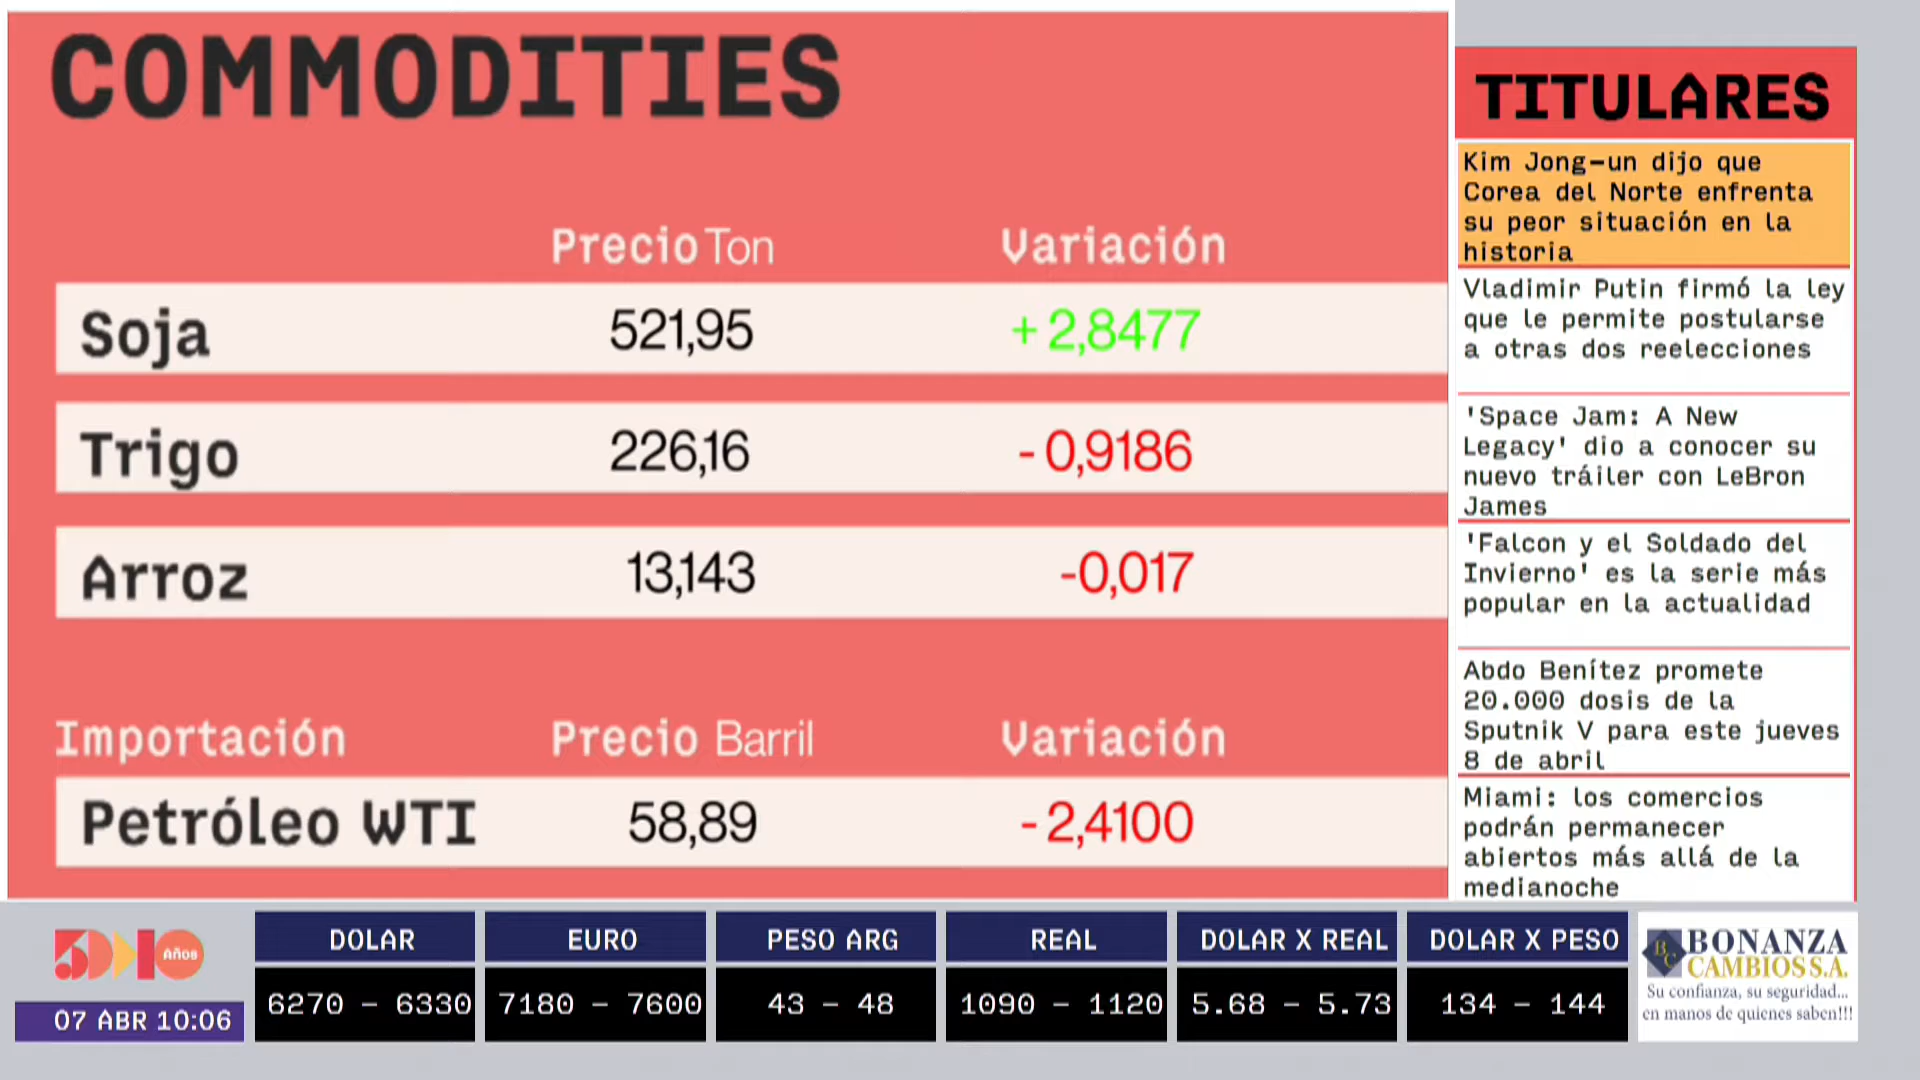 COMMODITIES
Precio Ton Variación
Soja 521,95 + 2,8477
Trigo 226,16 - 0,9186
Arroz 13,143 -0,017
Importación Precio Barril Variación
Petróleo WTI 58,89 - 2,4100
TITULARES
Kim Jong-un dijo que
Corea del Norte enfrenta
su peor situación en la
historia
Vladimir Putin firmó la ley
que le permite postularse
a otras dos reelecciones
'Space Jam: A New
Legacy' dio a conocer su
nuevo tráiler con LeBron
James
'Falcon y el Soldado del
Invierno' es la serie más
popular en la actualidad
Abdo Benítez promete
20.000 dosis de la
Sputnik V para este jueves
8 de abril
Miami: los comercios
podrán permanecer
abiertos más allá de la
medianoche
Años
07 ABR 10:06
DOLAR EURO PESO ARG REAL DOLAR X REAL DOLAR X PESO
6270 - 6330 7180 - 7600 43 - 48 1090 - 1120 5.68 - 5.73 134 - 144
BC BONANZA
CAMBIOS S.A.
Su confianza, su seguridad...
en manos de quienes saben!!!